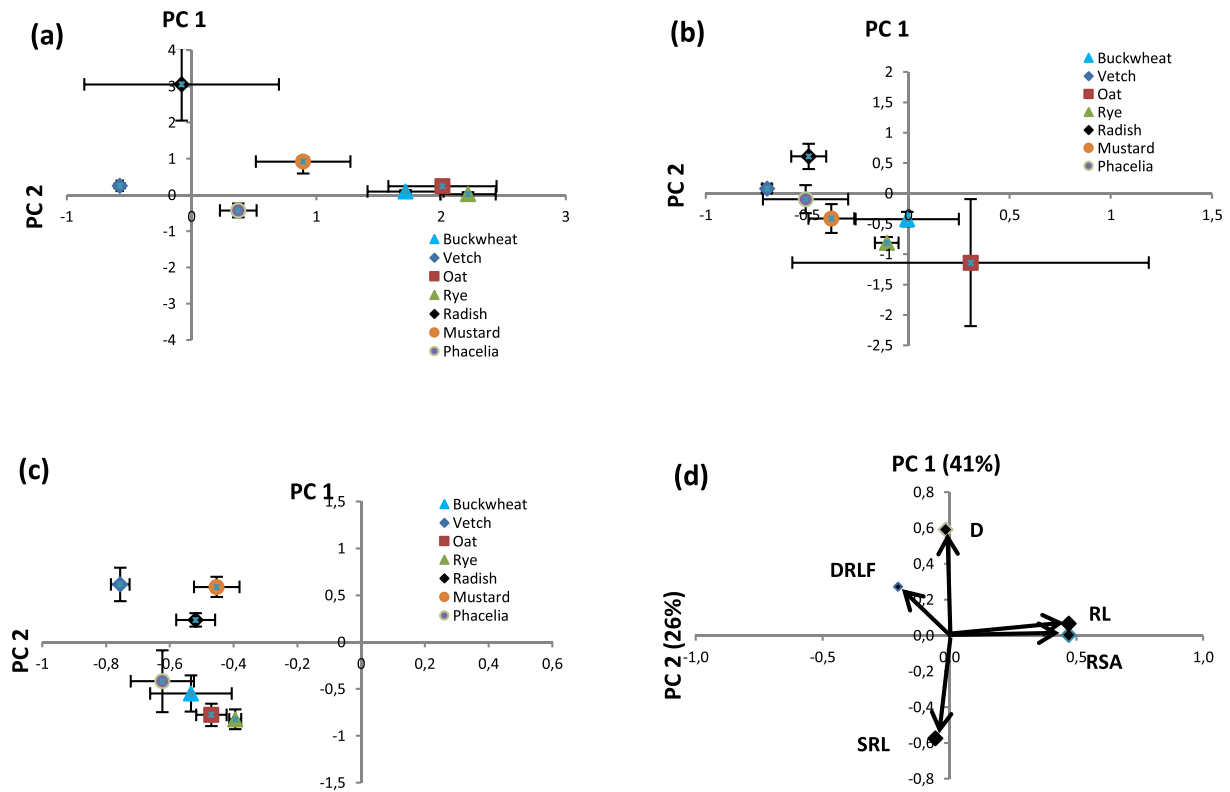 (a)
PC 1
4
3
2
1
0
-1
-2
-3
-4
-1
0
1
2
3
PC 2
Buckwheat
Vetch
Oat
Rye
Radish
Mustard
Phacelia
(b)
PC 1
2
1,5
1
0,5
0
-0,5
-1
-1,5
-2
-2,5
-1
-0,5
0
0,5
1
1,5
PC 2
Buckwheat
Vetch
Oat
Rye
Radish
Mustard
Phacelia
(c)
PC 1
1,5
1
0,5
0
-0,5
-1
-1,5
-1
-0,8
-0,6
-0,4
-0,2
0
0,2
0,4
0,6
PC 2
Buckwheat
Vetch
Oat
Rye
Radish
Mustard
Phacelia
(d)
PC 1 (41%)
0,8
0,6
0,4
0,2
0,0
-0,2
-0,4
-0,6
-0,8
-1,0
-0,5
0,0
0,5
1,0
PC 2 (26%)
D
DRLF
RL
RSA
SRL